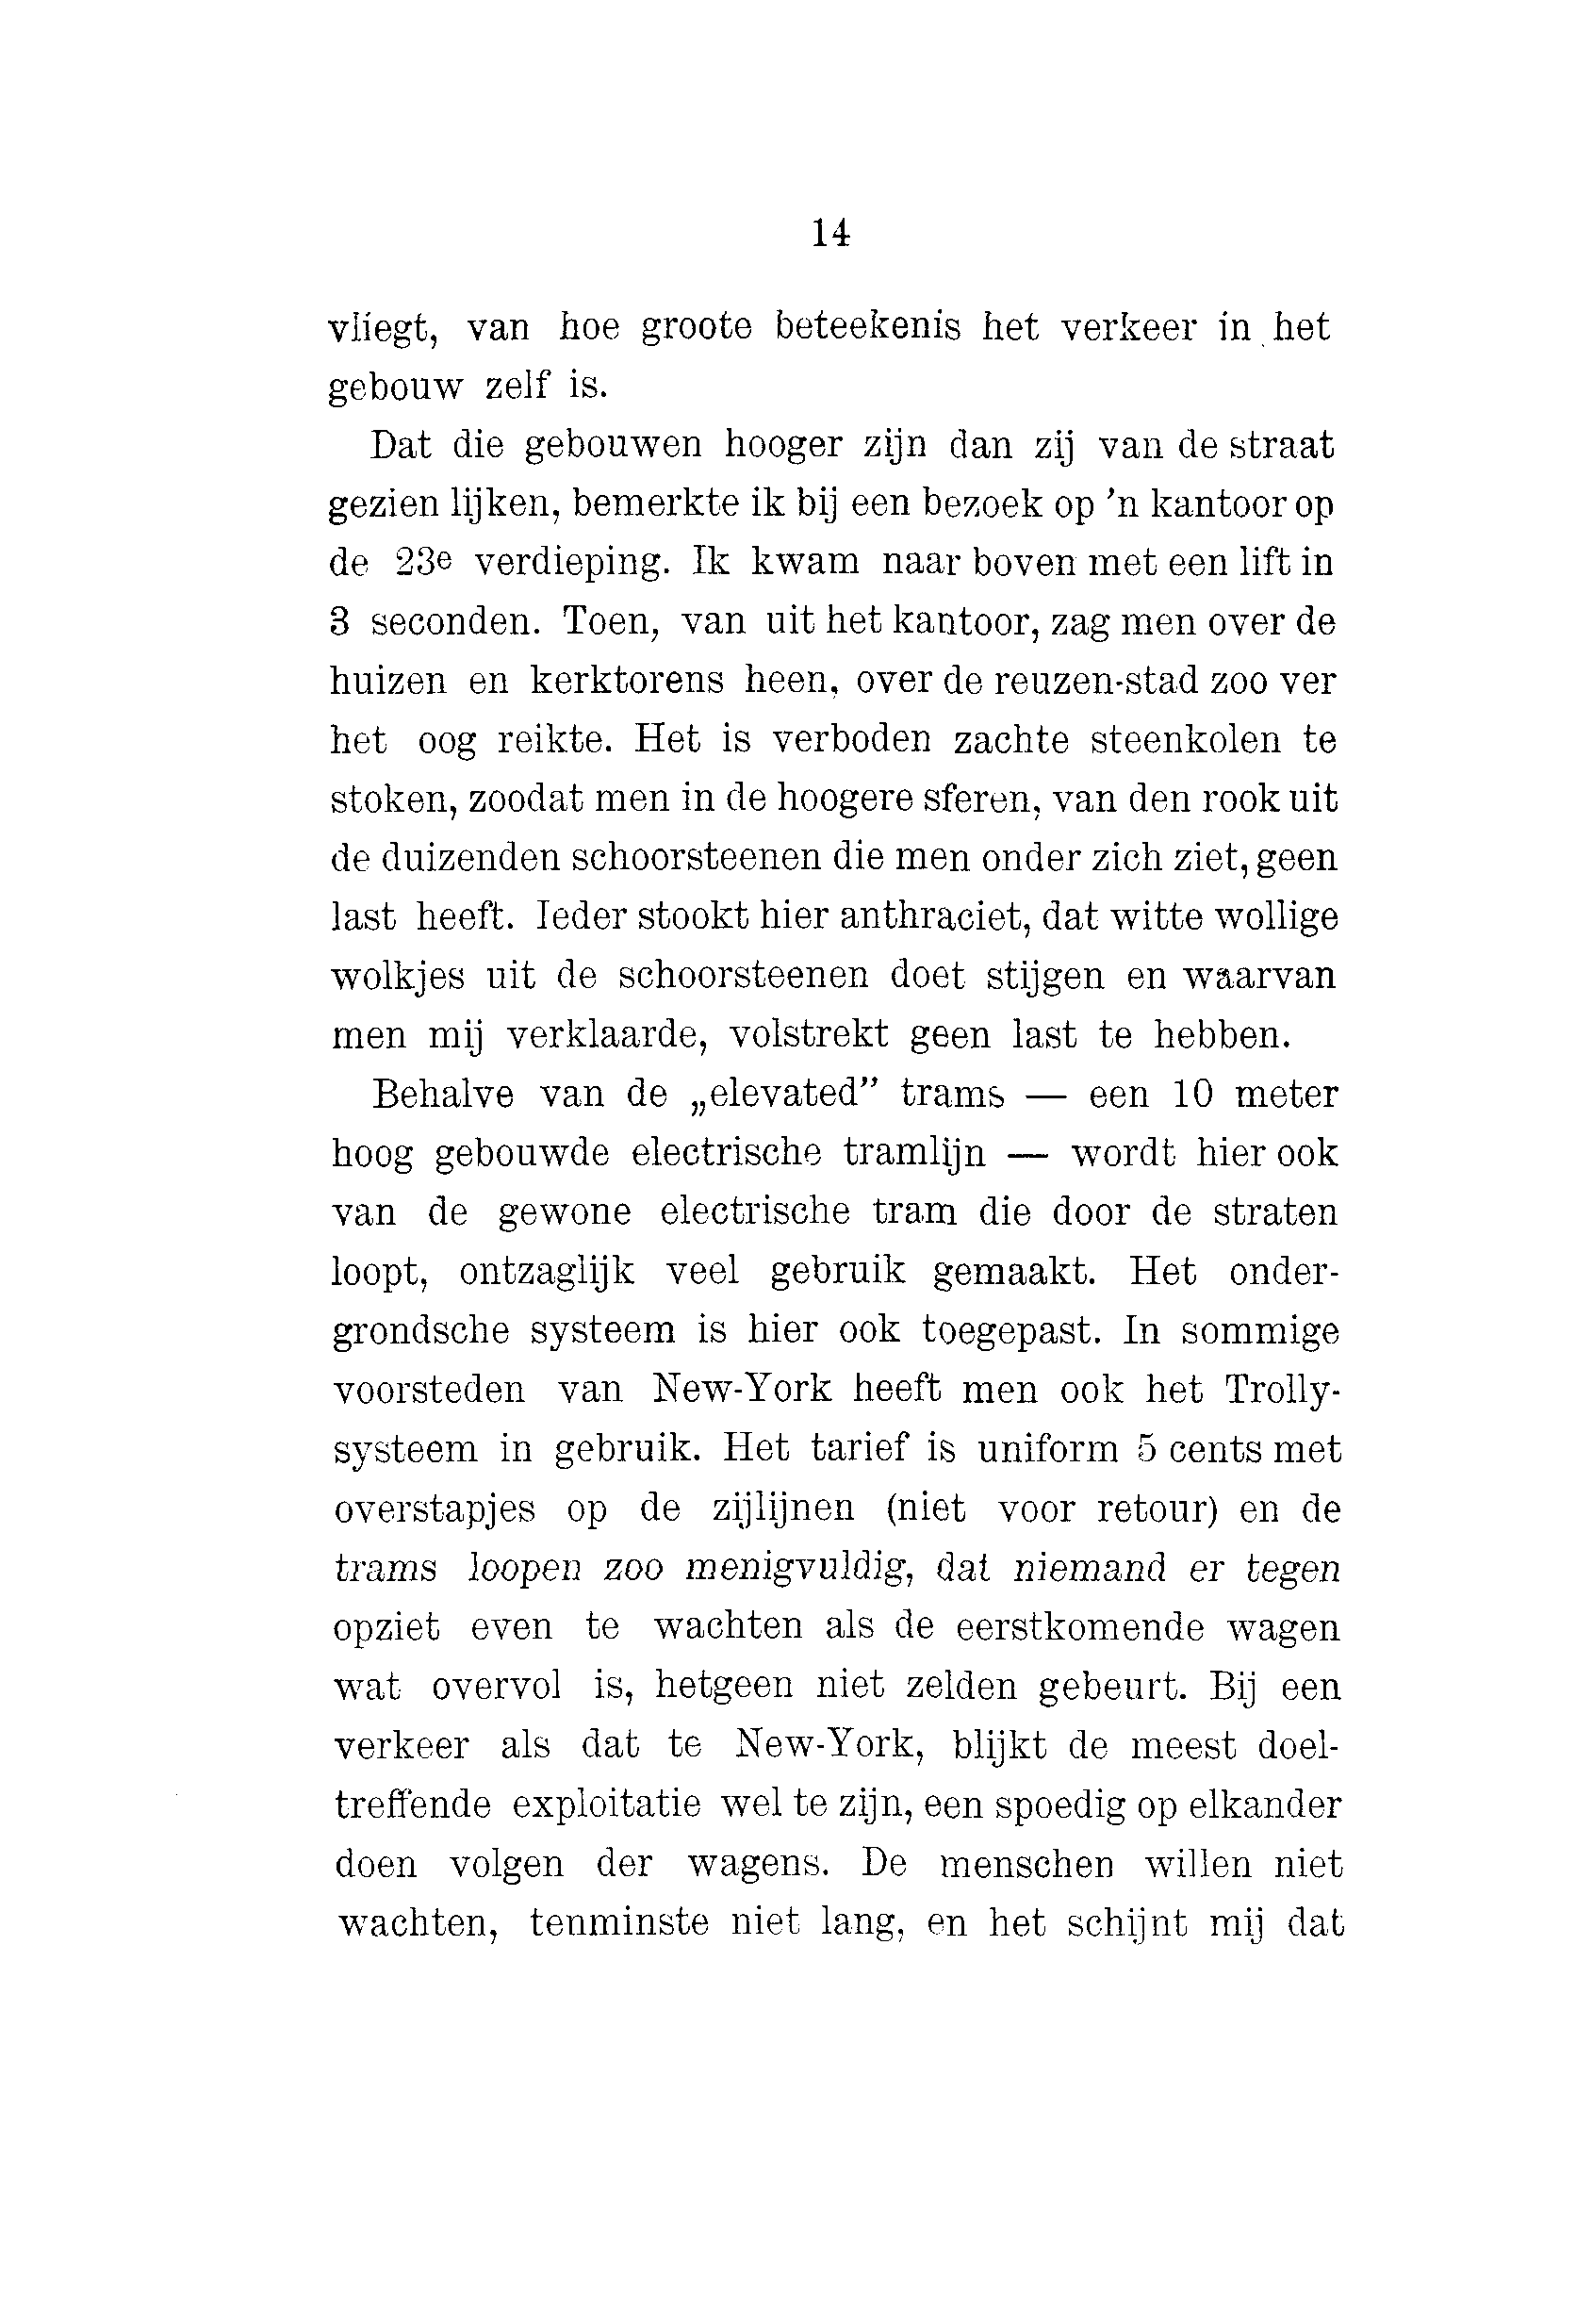 14
vliegt, van hoe groote beteekenis het verkeer in het
gebouw zelf is.
Dat die gebouwen hooger zijn dan zij van de straat
gezien lijken, bemerkte ik bij een bezoek op 'n kantoor op
de 23e verdieping. Ik kwam naar boven met een lift in
3 seconden. Toen, van uit het kantoor, zag men over de
huizen en kerktorens heen, over de reuzen-stad zoo ver
het oog reikte. Het is verboden zachte steenkolen te
stoken, zoodat men in de hoogere sferen, van den rook uit
de duizenden schoorsteenen die men onder zich ziet, geen
last heeft. Ieder stookt hier anthraciet, dat witte wollige
wolkjes uit de schoorsteenen doet stijgen en waarvan
men mij verklaarde, volstrekt geen last te hebben.
Behalve van de „elevated” trams — een 10 meter
hoog gebouwde electrische tramlijn — wordt hier ook
van de gewone electrische tram die door de straten
loopt, ontzaglijk veel gebruik gemaakt. Het onder-
grondsche systeem is hier ook toegepast. In sommige
voorsteden van New-York heeft men ook het Trolly-
systeem in gebruik. Het tarief is uniform 5 cents met
overstapjes op de zijlijnen (niet voor retour) en de
trams loopen zoo menigvuldig, dat niemand er tegen
opziet even te wachten als de eerstkomende wagen
wat overvol is, hetgeen niet zelden gebeurt. Bij een
verkeer als dat te New-York, blijkt de meest doel-
treffende exploitatie wel te zijn, een spoedig op elkander
doen volgen der wagens. De menschen willen niet
wachten, tenminste niet lang, en het schijnt mij dat